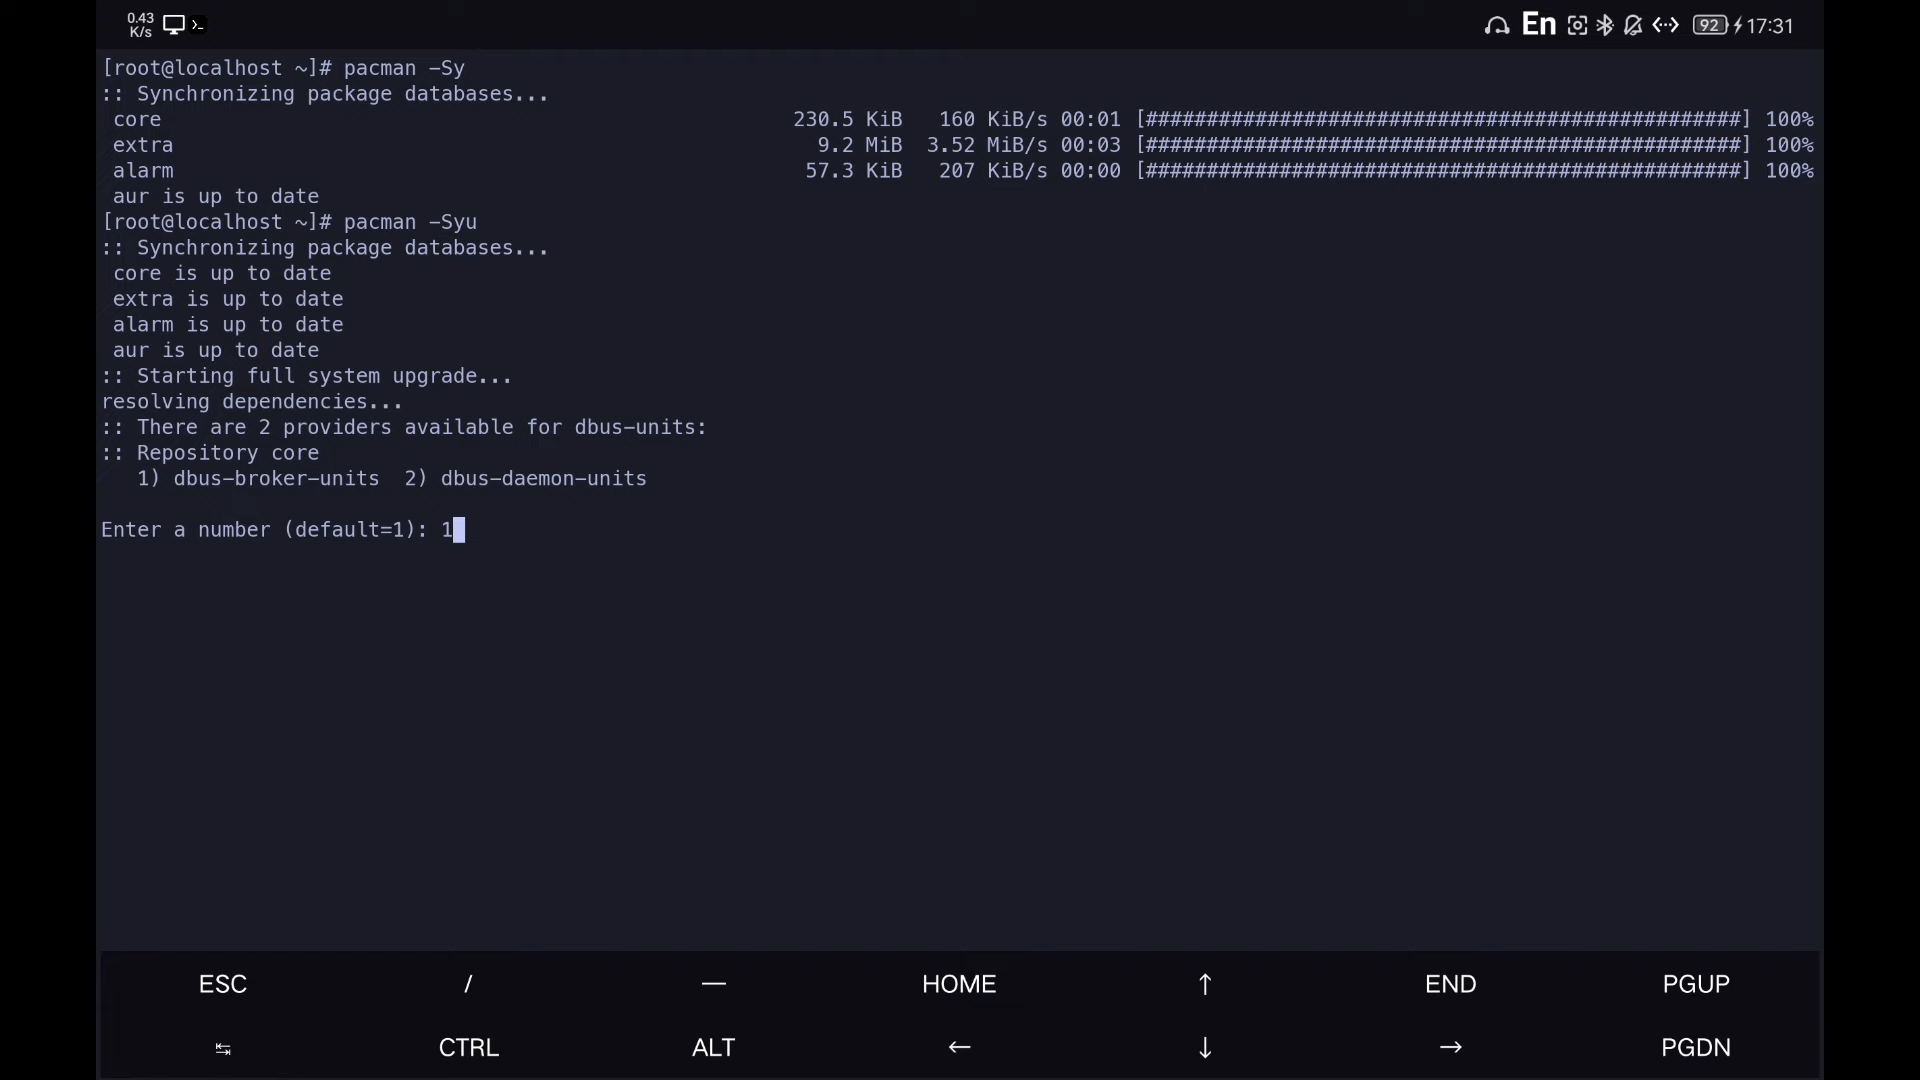 0.43
K/s
En
92
17:31
[root@localhost ~]# pacman -Sy
:: Synchronizing package databases...
core 230.5 KiB 160 KiB/s 00:01 [#################################################] 100%
extra 9.2 MiB 3.52 MiB/s 00:03 [#################################################] 100%
alarm 57.3 KiB 207 KiB/s 00:00 [#################################################] 100%
aur is up to date
[root@localhost ~]# pacman -Syu
:: Synchronizing package databases...
core is up to date
extra is up to date
alarm is up to date
aur is up to date
:: Starting full system upgrade...
resolving dependencies...
:: There are 2 providers available for dbus-units:
:: Repository core
1) dbus-broker-units 2) dbus-daemon-units
Enter a number (default=1): 1
ESC / — HOME ↑ END PGUP
↹ CTRL ALT ← ↓ → PGDN